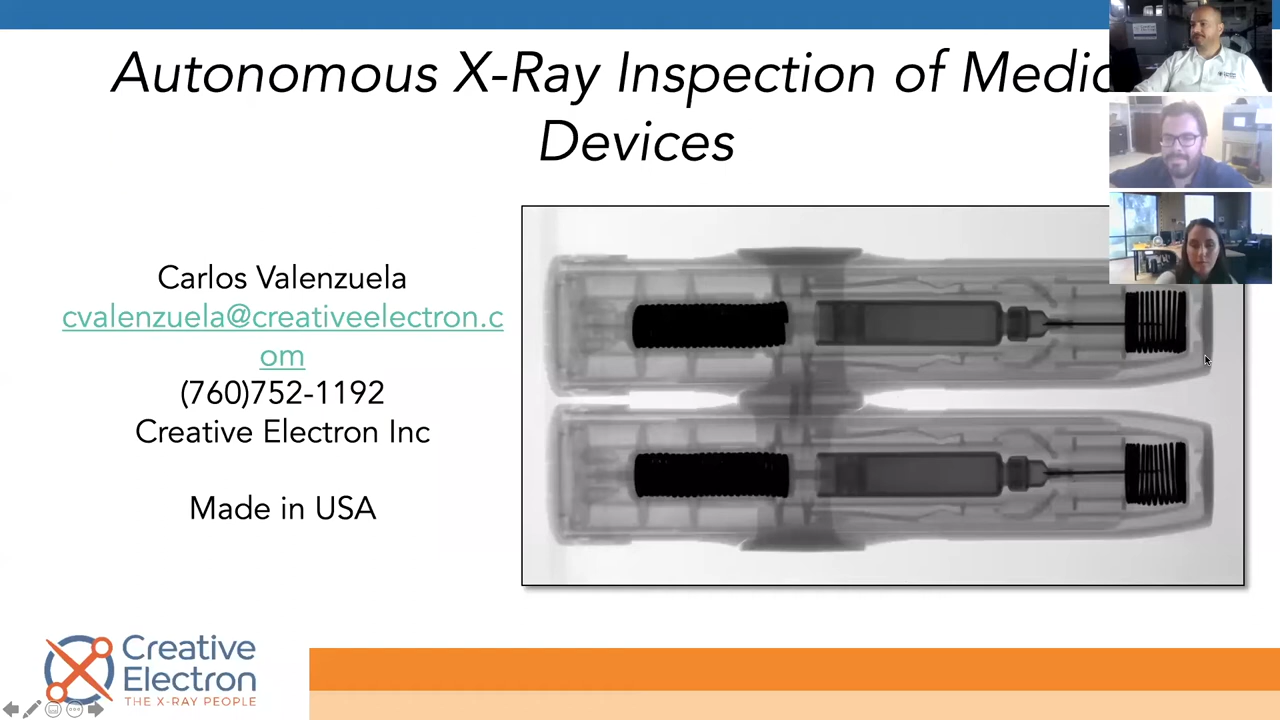 Autonomous X-Ray Inspection of Medic
Devices
Carlos Valenzuela
cvalenzuela@creativeelectron.c
om
(760)752-1192
Creative Electron Inc
Made in USA
Creative
Electron
THE X-RAY PEOPLE